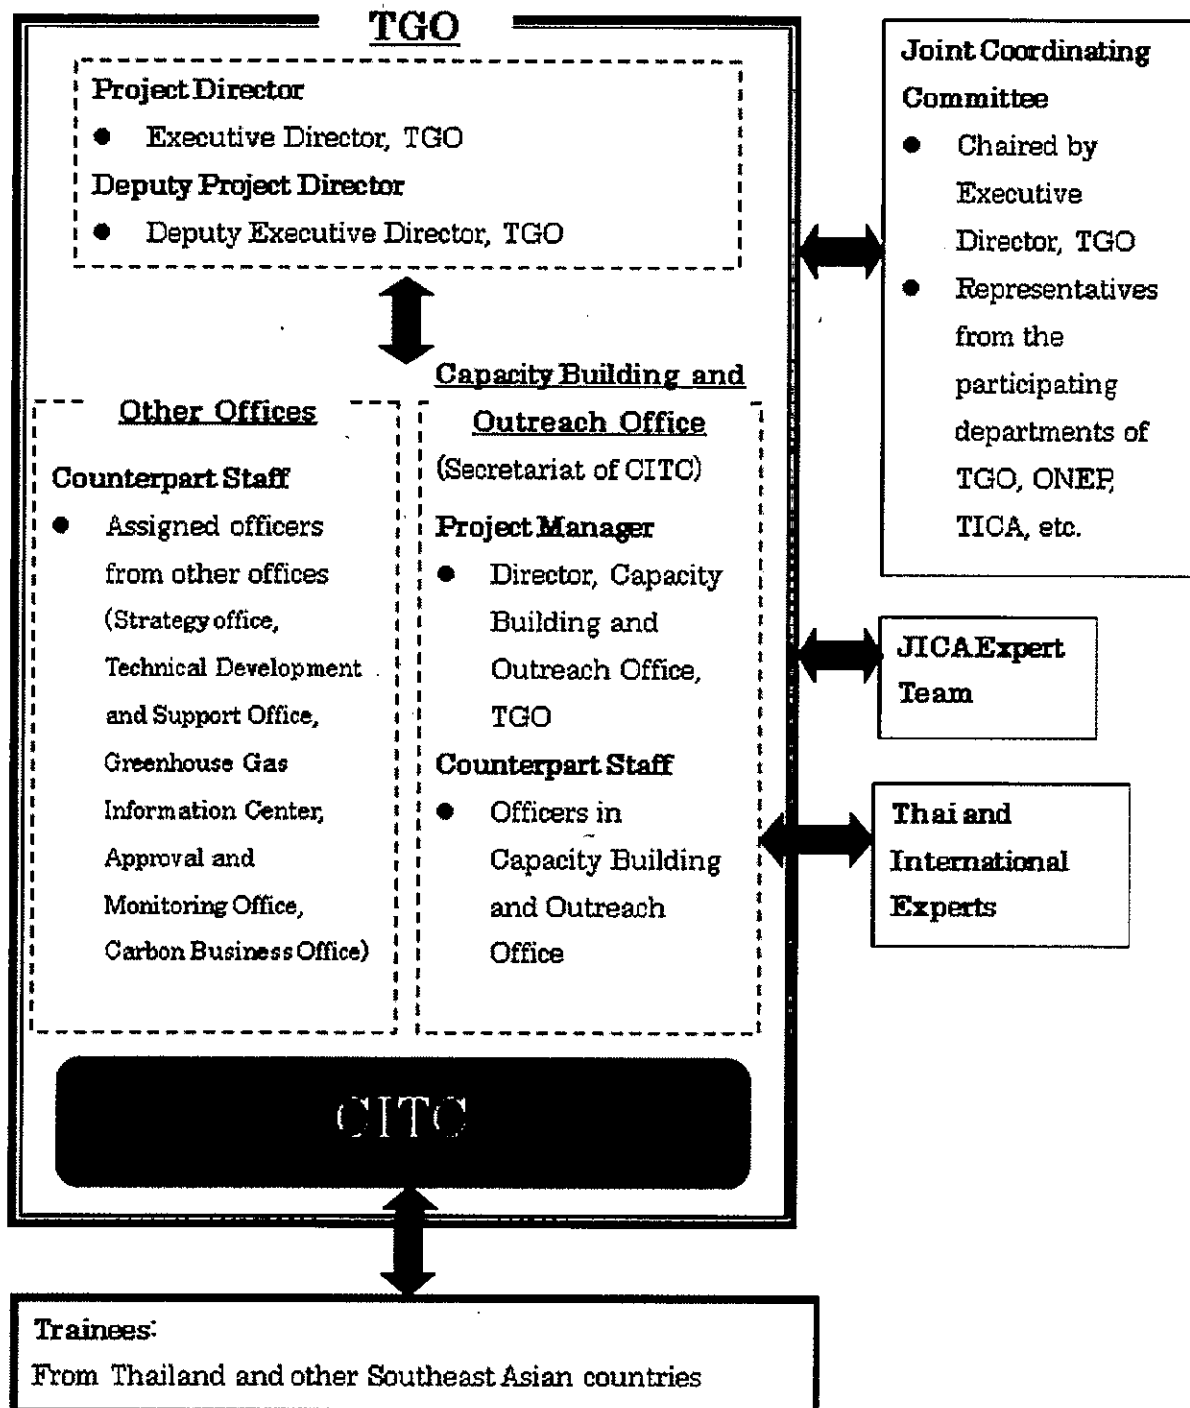 TGO
Project Director
● Executive Director, TGO
Deputy Project Director
● Deputy Executive Director, TGO
Other Offices
Counterpart Staff
● Assigned officers
from other offices
(Strategy office,
Technical Development
and Support Office,
Greenhouse Gas
Information Center,
Approval and
Monitoring Office,
Carbon Business Office)
Capacity Building and
Outreach Office
(Secretariat of CITC)
Project Manager
● Director, Capacity
Building and
Outreach Office,
TGO
Counterpart Staff
● Officers in
Capacity Building
and Outreach
Office
CITC
Joint Coordinating
Committee
● Chaired by
Executive
Director, TGO
● Representatives
from the
participating
departments of
TGO, ONEP,
TICA, etc.
JICA Expert
Team
Thai and
International
Experts
Trainees:
From Thailand and other Southeast Asian countries